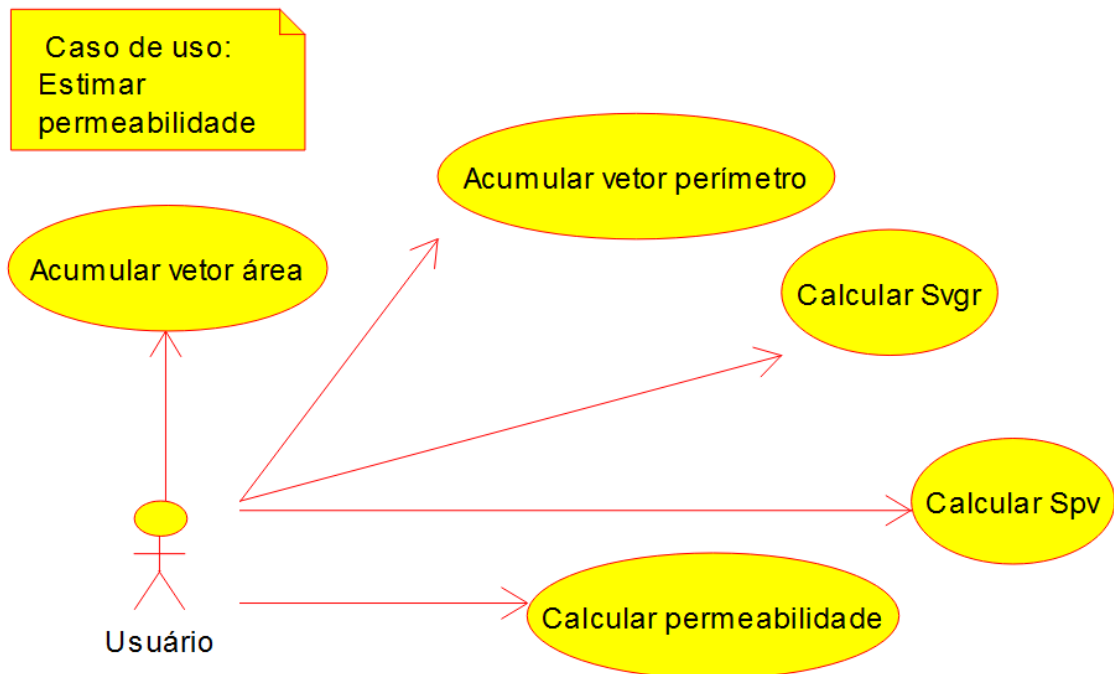 Caso de uso:
Estimar
permeabilidade
Acumular vetor perímetro
Acumular vetor área
Calcular Svgr
Calcular Spv
Calcular permeabilidade
Usuário